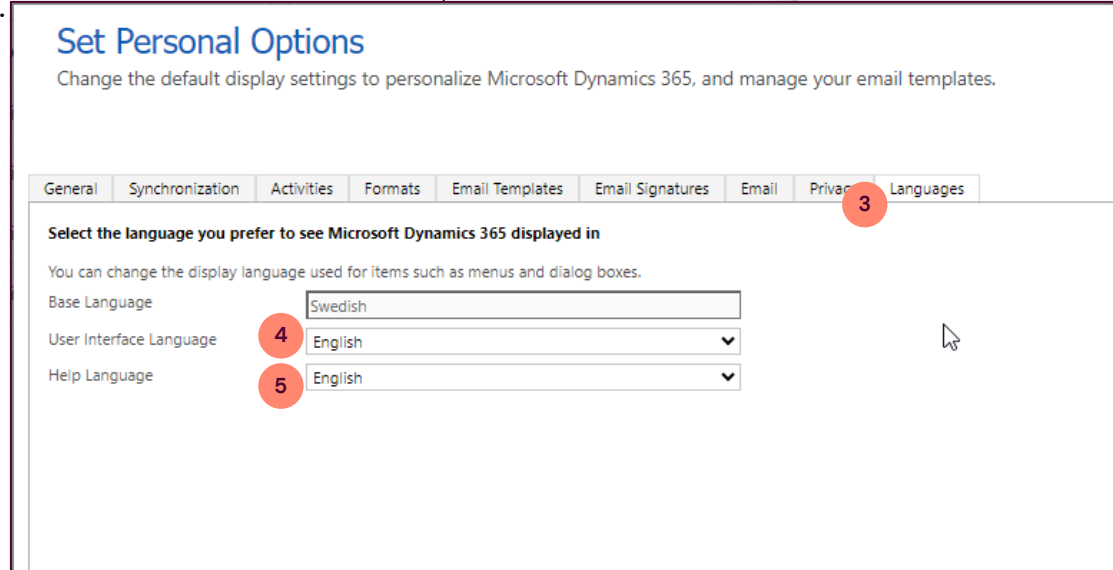 Set Personal Options
Change the default display settings to personalize Microsoft Dynamics 365, and manage your email templates.
General Synchronization Activities Formats Email Templates Email Signatures Email 3 Languages
Select the language you prefer to see Microsoft Dynamics 365 displayed in
You can change the display language used for items such as menus and dialog boxes.
Base Language Swedish
User Interface Language 4 English
Help Language 5 English